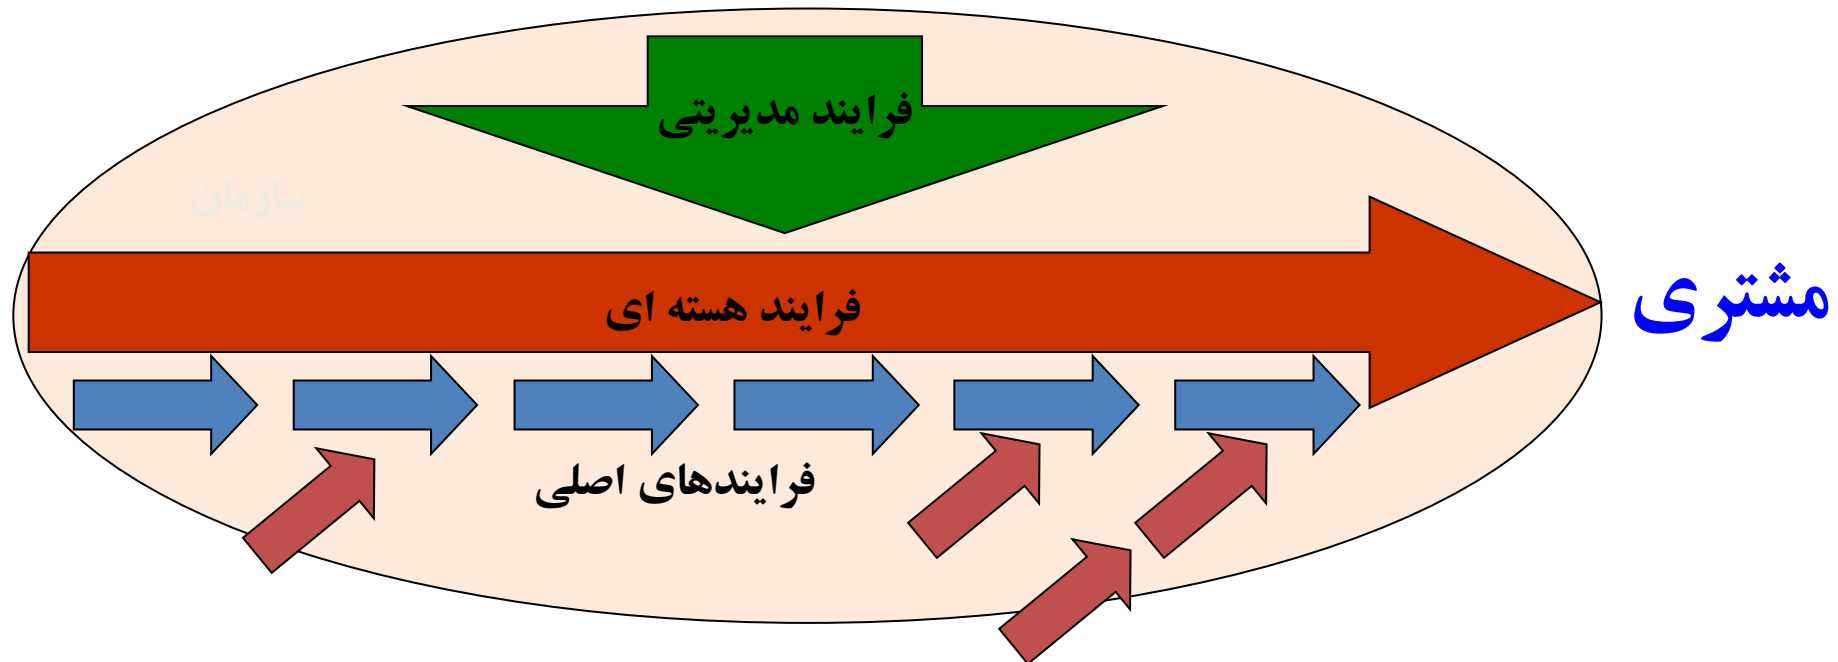 فرایند مدیریتی
سازمان
فرایند هسته ای
مشتری
فرایندهای اصلی